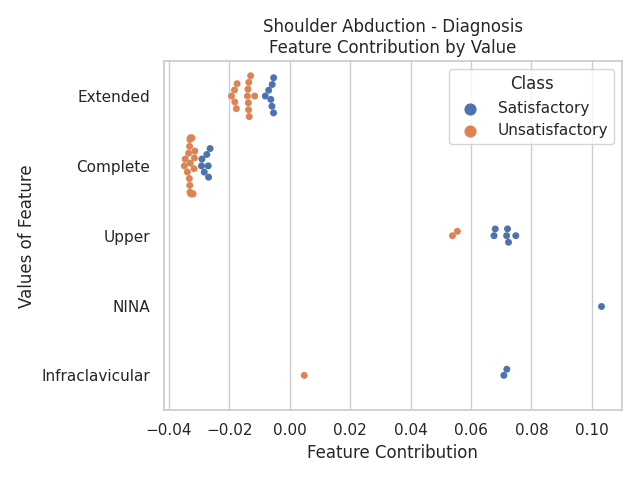 Shoulder Abduction - Diagnosis
Feature Contribution by Value
Class
Satisfactory
Unsatisfactory
Values of Feature
Extended
Complete
Upper
NINA
Infraclavicular
−0.04 −0.02 0.00 0.02 0.04 0.06 0.08 0.10
Feature Contribution